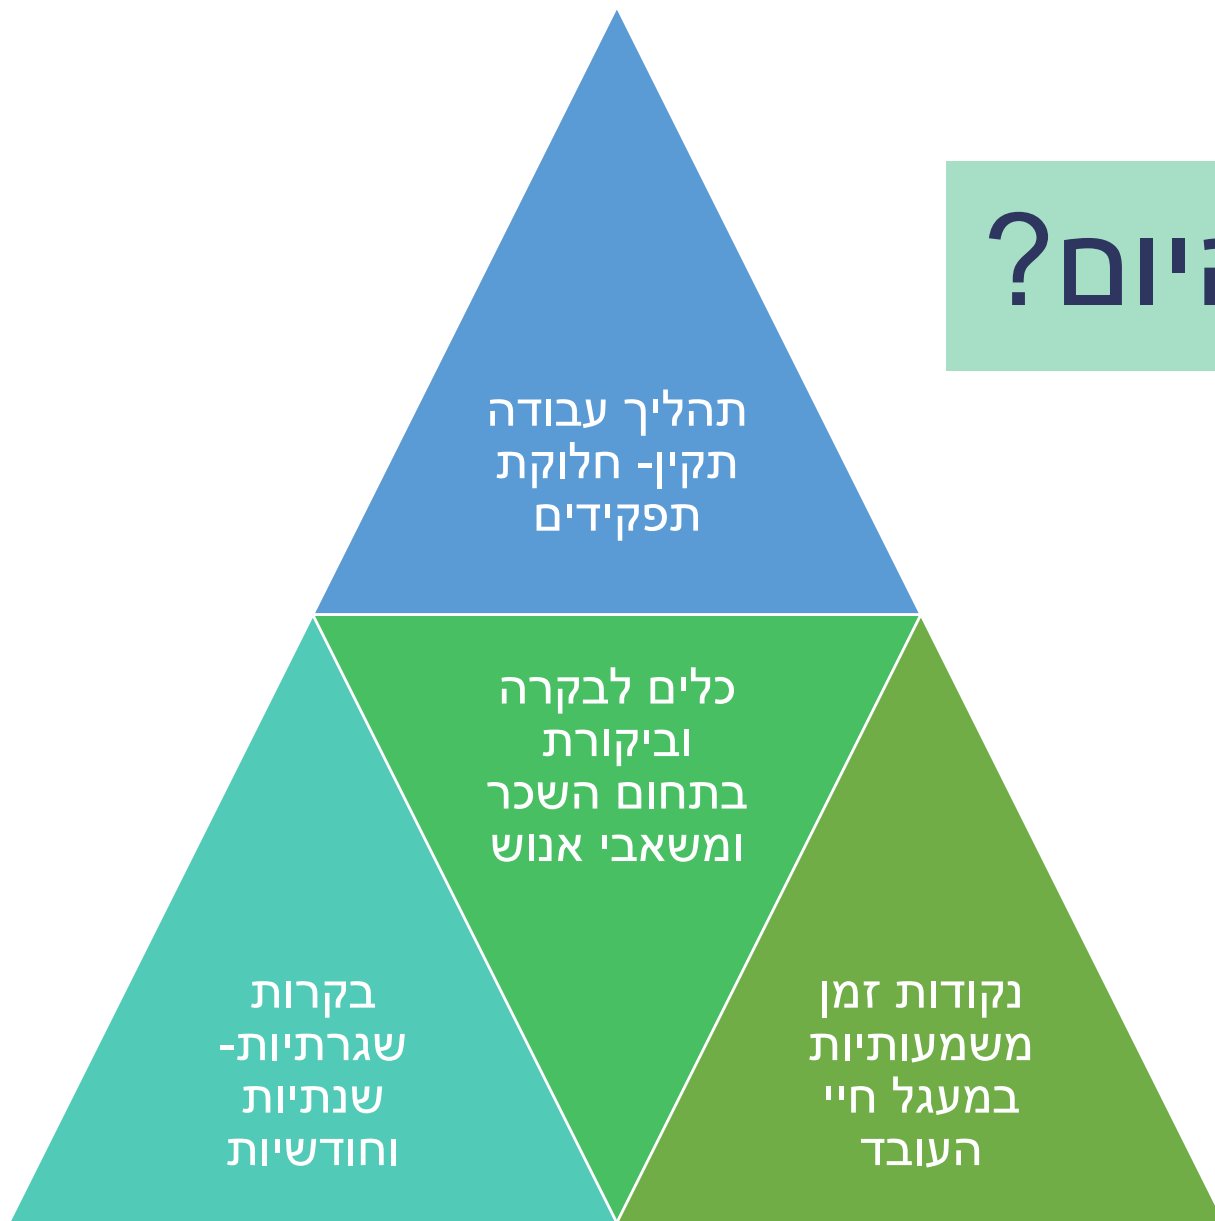 היום?
תהליך עבודה
תקין- חלוקת
תפקידים
כלים לבקרה
וביקורת
בתחום השכר
ומשאבי אנוש
נקודות זמן
משמעותיות
במעגל חיי
העובד
בקרות
שגרתיות-
שנתיות
וחודשיות